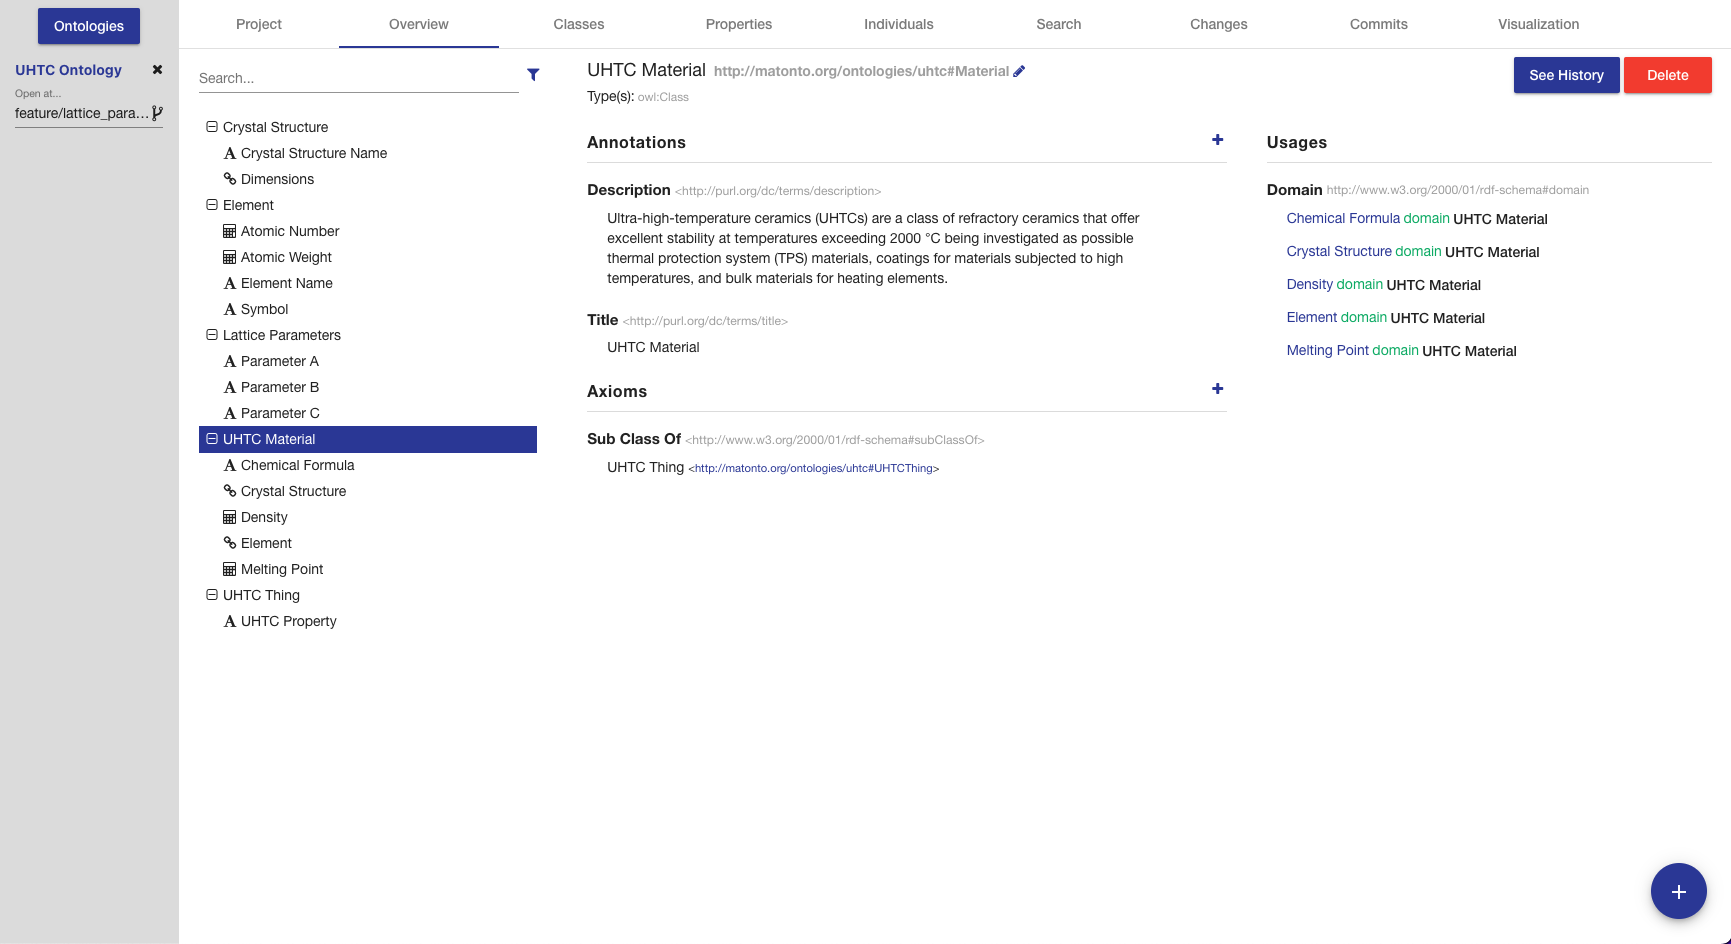 Ontologies
UHTC Ontology
Open at...
feature/lattice_para...
Project
Overview
Classes
Properties
Individuals
Search
Changes
Commits
Visualization
Search...
Crystal Structure
Crystal Structure Name
Dimensions
Element
Atomic Number
Atomic Weight
Element Name
Symbol
Lattice Parameters
Parameter A
Parameter B
Parameter C
UHTC Material
Chemical Formula
Crystal Structure
Density
Element
Melting Point
UHTC Thing
UHTC Property
UHTC Material http://matonto.org/ontologies/uhtc#Material
Type(s): owl:Class
See History
Delete
Annotations
Description <http://purl.org/dc/terms/description>
Ultra-high-temperature ceramics (UHTCs) are a class of refractory ceramics that offer
excellent stability at temperatures exceeding 2000 °C being investigated as possible
thermal protection system (TPS) materials, coatings for materials subjected to high
temperatures, and bulk materials for heating elements.
Title <http://purl.org/dc/terms/title>
UHTC Material
Axioms
Sub Class Of <http://www.w3.org/2000/01/rdf-schema#subClassOf>
UHTC Thing <http://matonto.org/ontologies/uhtc#UHTCThing>
Usages
Domain http://www.w3.org/2000/01/rdf-schema#domain
Chemical Formula domain UHTC Material
Crystal Structure domain UHTC Material
Density domain UHTC Material
Element domain UHTC Material
Melting Point domain UHTC Material